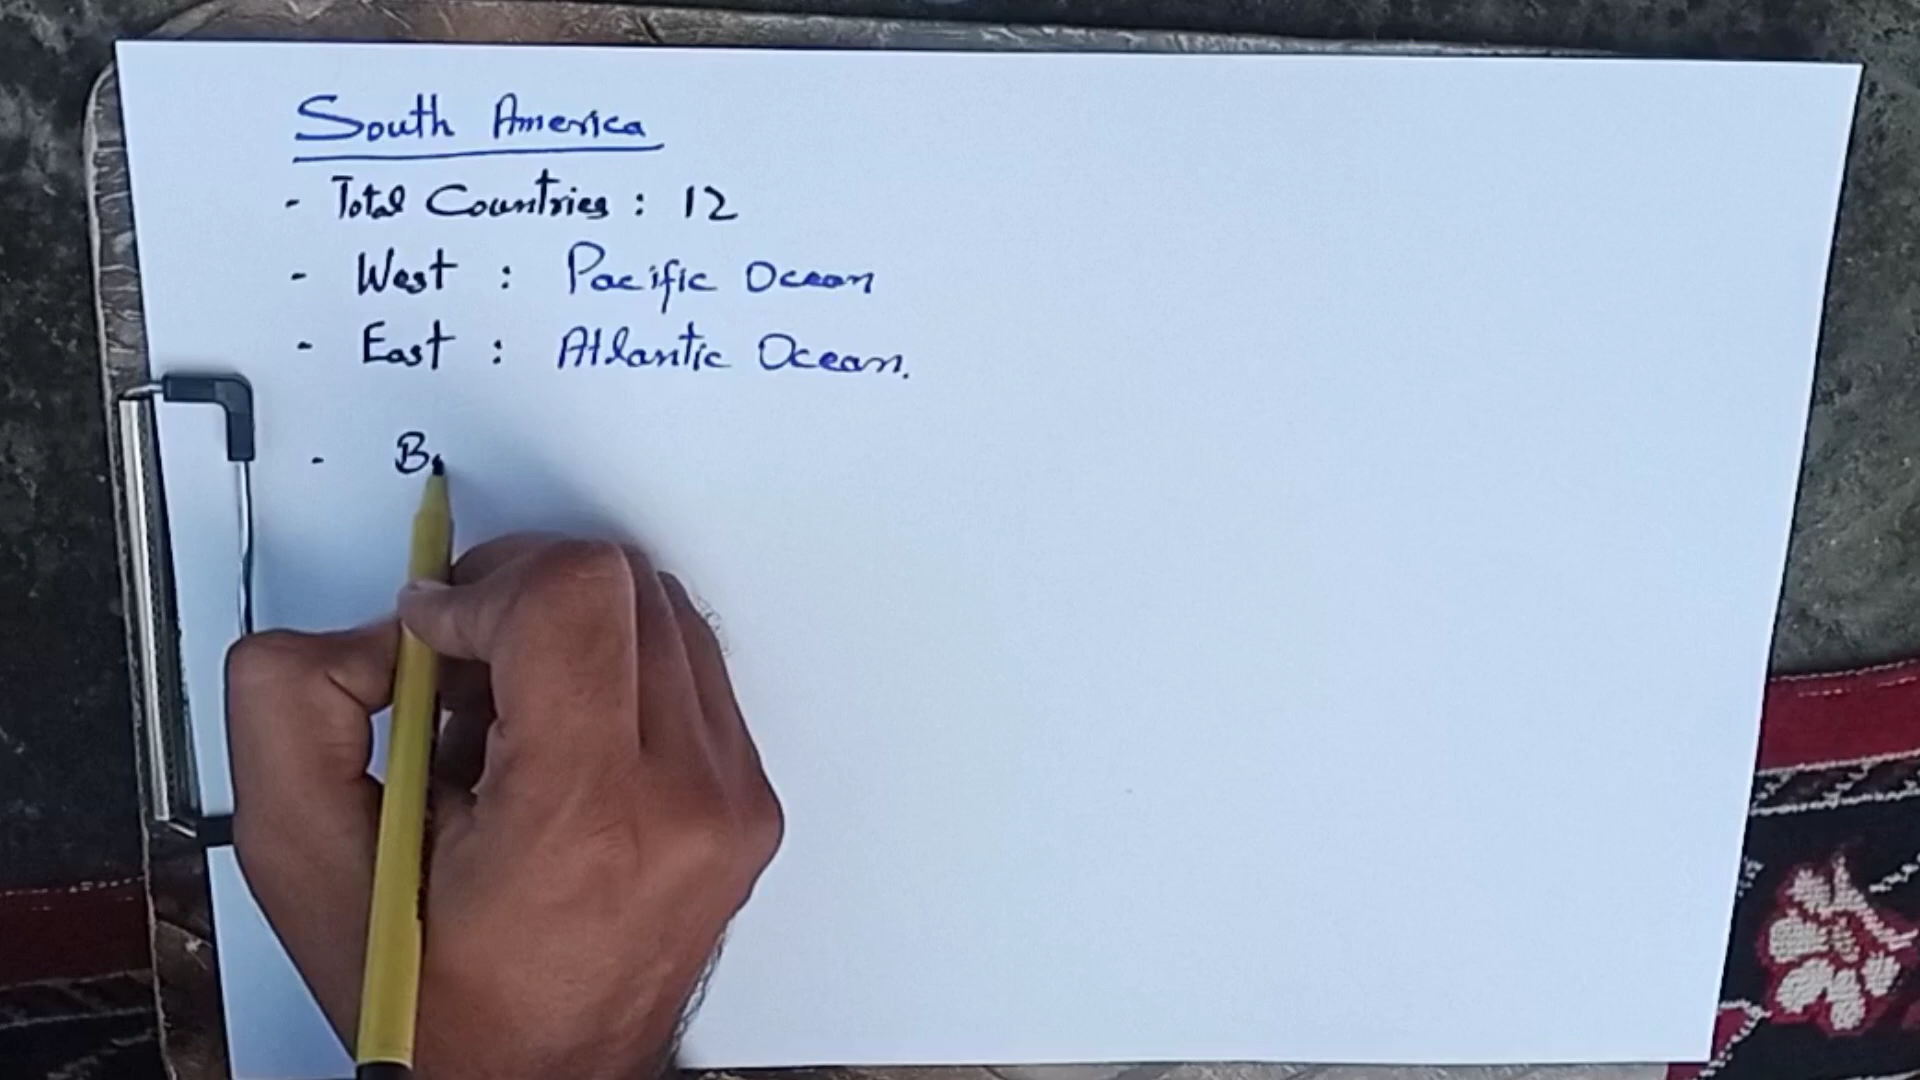 South America
- Total Countries : 12
- West : Pacific Ocean
- East : Atlantic Ocean.
- B